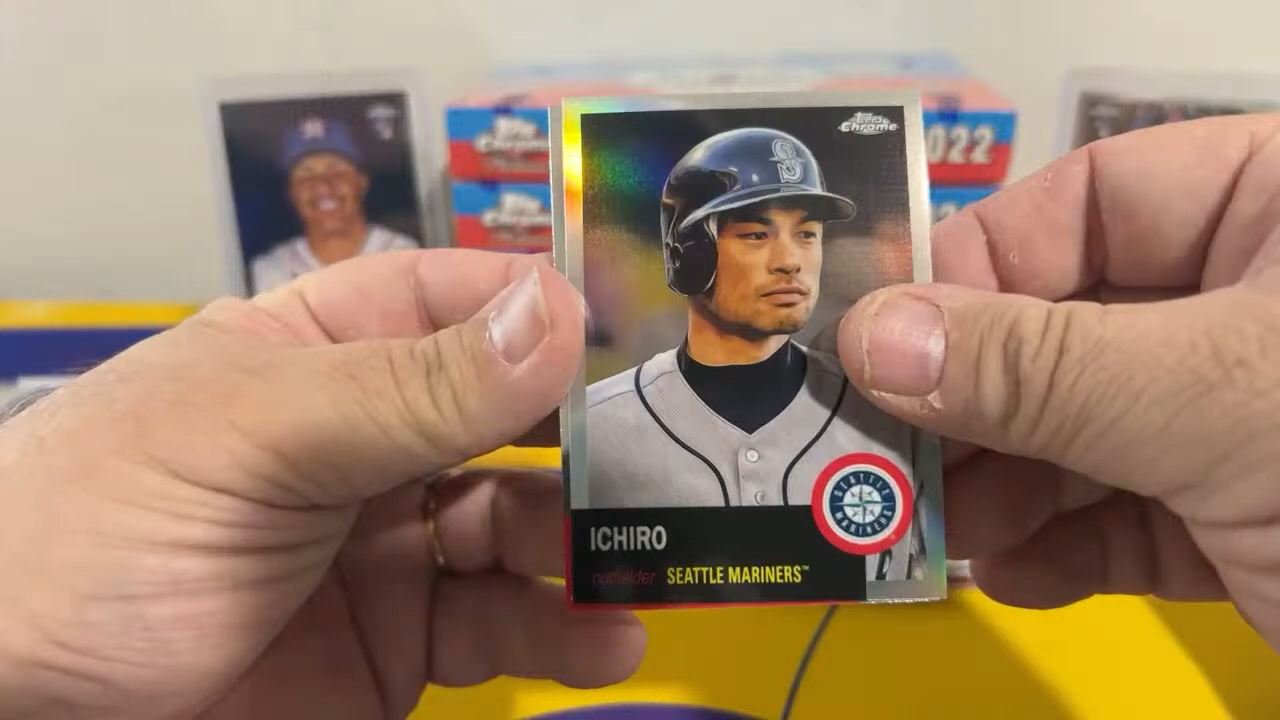 Topps
Chrome
2022
Topps
Chrome
Topps
Chrome
S
SEATTLE
MARINERS
ICHIRO
outfielder SEATTLE MARINERS™